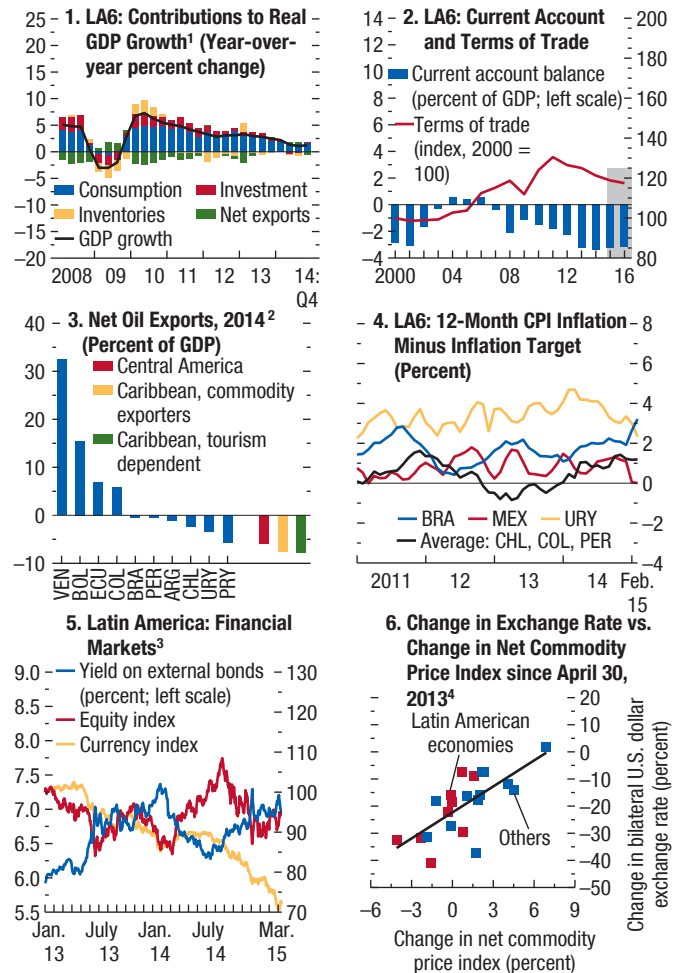 1. LA6: Contributions to Real
GDP Growth¹ (Year-over-
year percent change)
25
20
15
10
5
0
−5
−10
−15
−20
Consumption
Investment
Inventories
Net exports
GDP growth
2008 09 10 11 12 13 14:
Q4
2. LA6: Current Account
and Terms of Trade
14
12
10
8
6
4
2
0
−2
−4
200
180
160
140
120
100
80
Current account balance
(percent of GDP; left scale)
Terms of trade
(index, 2000 =
100)
2000 04 08 12 16
3. Net Oil Exports, 2014²
(Percent of GDP)
40
30
20
10
0
−10
Central America
Caribbean, commodity
exporters
Caribbean, tourism
dependent
VEN
BOL
ECU
COL
BRA
PER
ARG
CHL
URY
PRY
4. LA6: 12-Month CPI Inflation
Minus Inflation Target
(Percent)
8
6
4
2
0
−2
−4
BRA MEX URY
Average: CHL, COL, PER
2011 12 13 14 Feb.
15
5. Latin America: Financial
Markets³
9.0
8.5
8.0
7.5
7.0
6.5
6.0
5.5
130
120
110
100
90
80
70
Yield on external bonds
(percent; left scale)
Equity index
Currency index
Jan. July Jan. July Mar.
13 13 14 14 15
6. Change in Exchange Rate vs.
Change in Net Commodity
Price Index since April 30,
2013⁴
20
10
0
−10
−20
−30
−40
−50
Latin American
economies
Others
Change in bilateral U.S. dollar
exchange rate (percent)
−6 −3 0 3 6 9
Change in net commodity
price index (percent)